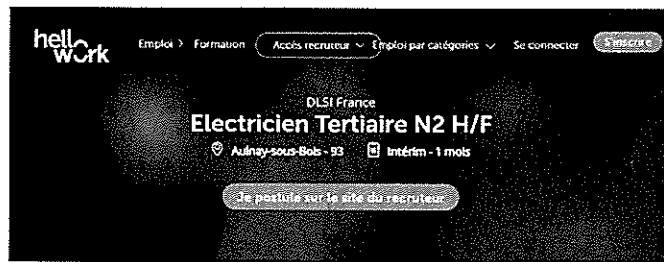 hellowork
Emploi > Formation Accès recruteur Emploi par catégories Se connecter S'inscrire
DLSI France
Electricien Tertiaire N2 H/F
Aulnay-sous-Bois - 93 Intérim - 1 mois
Je postule sur le site du recruteur